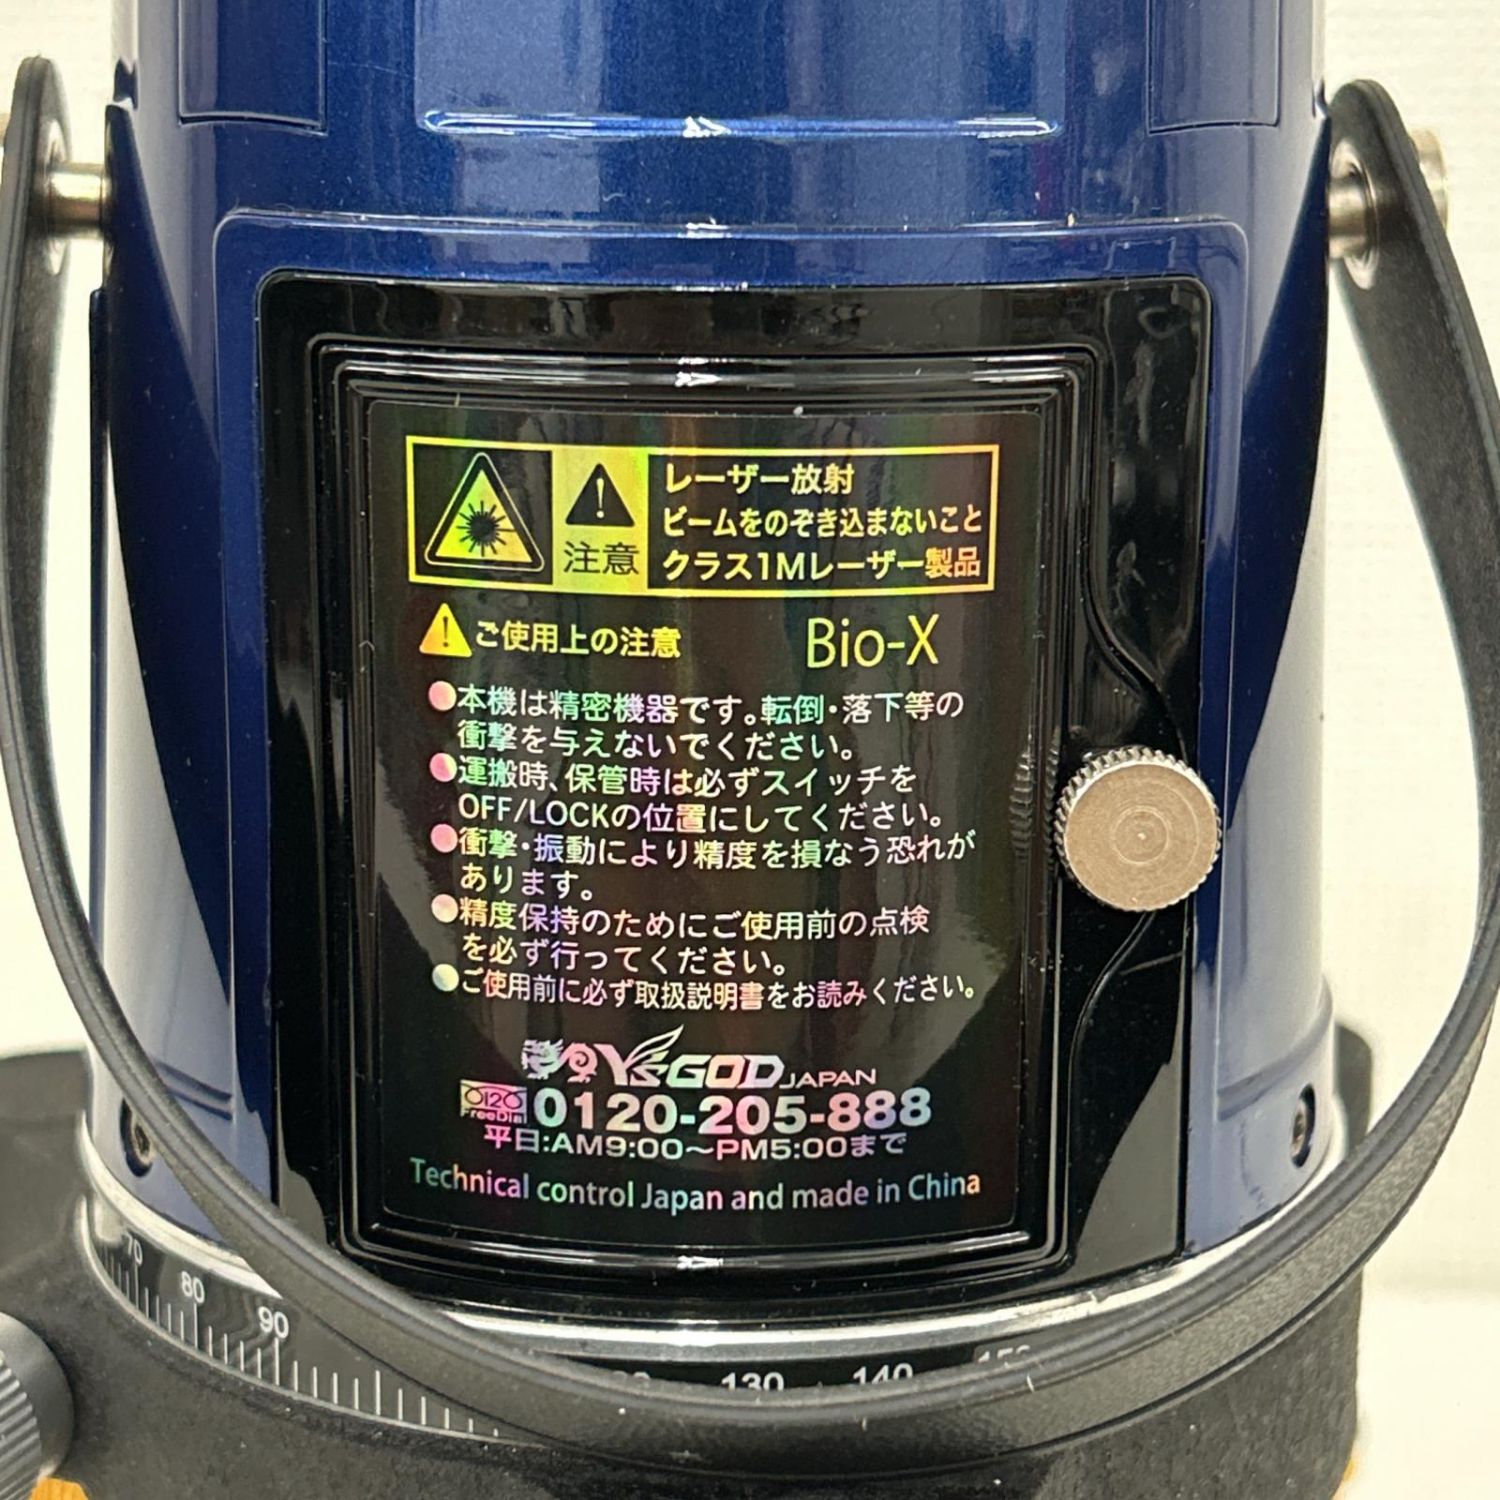 レーザー放射
ビームをのぞき込まないこと
クラス1Mレーザー製品
注意
ご使用上の注意
Bio-X
●本機は精密機器です。転倒・落下等の
衝撃を与えないでください。
●運搬時、保管時は必ずスイッチを
OFF/LOCKの位置にしてください。
●衝撃・振動により精度を損なう恐れが
あります。
●精度保持のためにご使用前の点検
を必ず行ってください。
●ご使用前に必ず取扱説明書をお読みください。
Y'SGOD JAPAN
0120
FreeDial
0120-205-888
平日:AM9:00～PM5:00まで
Technical control Japan and made in China
70
80
90
130
140